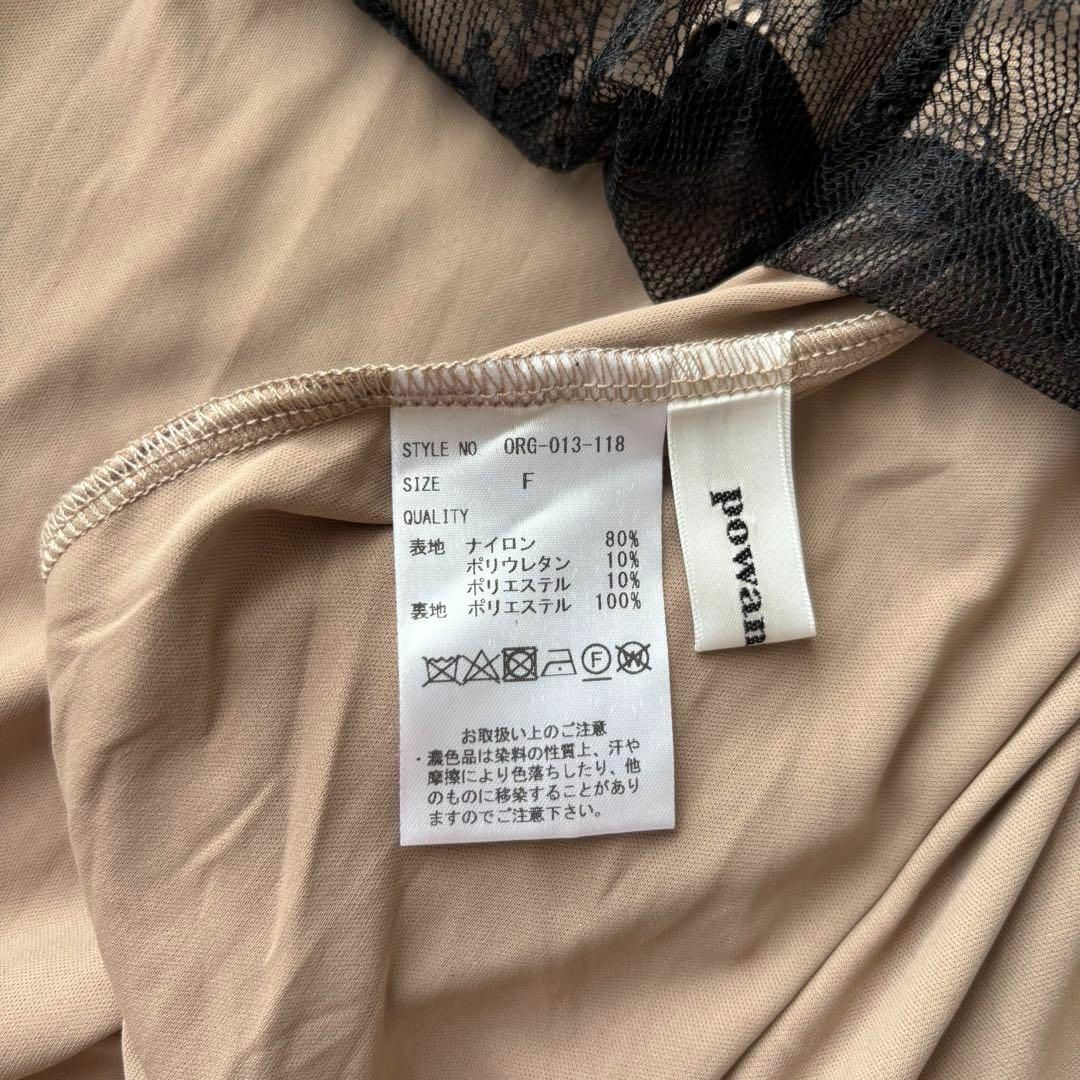 STYLE NO ORG-013-118
SIZE F
QUALITY
表地 ナイロン 80%
ポリウレタン 10%
ポリエステル 10%
裏地 ポリエステル 100%
F W
お取扱い上のご注意
・濃色品は染料の性質上、汗や
摩擦により色落ちしたり、他
のものに移染することがあり
ますのでご注意下さい。
powan